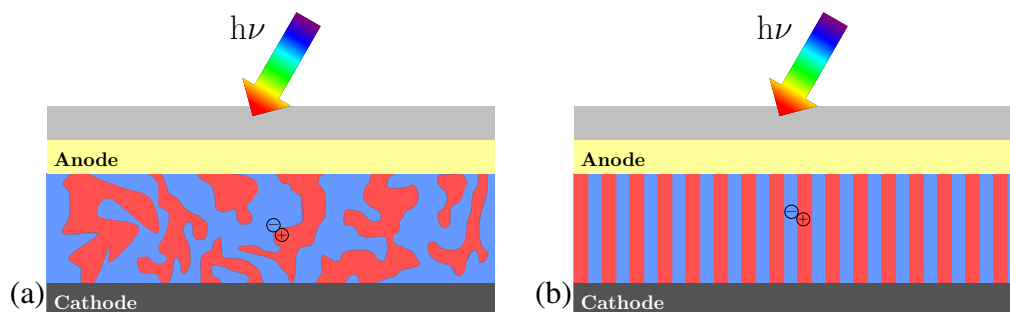 hν
Anode
−
+
Cathode
(a)
hν
Anode
−
+
Cathode
(b)